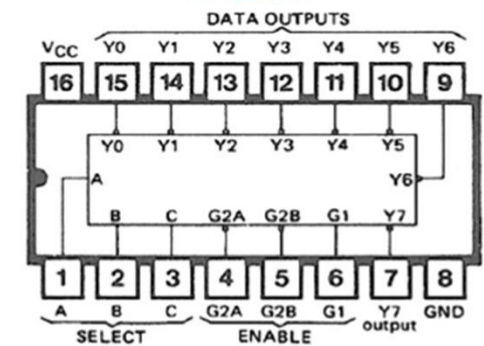 DATA OUTPUTS
VCC Y0 Y1 Y2 Y3 Y4 Y5 Y6
16 15 14 13 12 11 10 9
Y0 Y1 Y2 Y3 Y4 Y5
A Y6
B C G2A G2B G1 Y7
1 2 3 4 5 6 7 8
A B C G2A G2B G1 Y7 GND
output
SELECT ENABLE